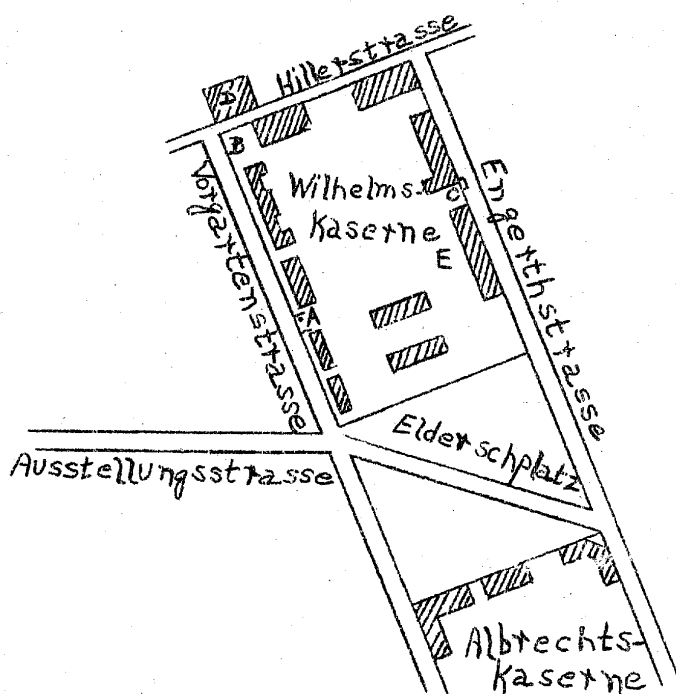 Hillerstrasse
A
B
Vorgartenstrasse
Wilhelms-
Kaserne
C
Engerthstrasse
E
A
Elderschplatz
Ausstellungsstrasse
Albrechts-
Kaserne